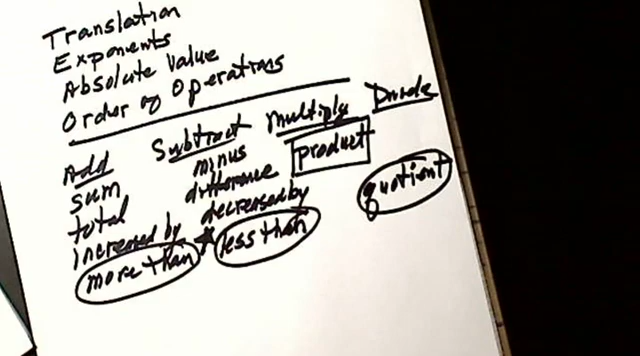 Translation
Exponents
Absolute Value
Order of Operations
Add
sum
total
increased by
more than
Subtract
minus
difference
decreased by
less than
Multiply
product
Divide
quotient